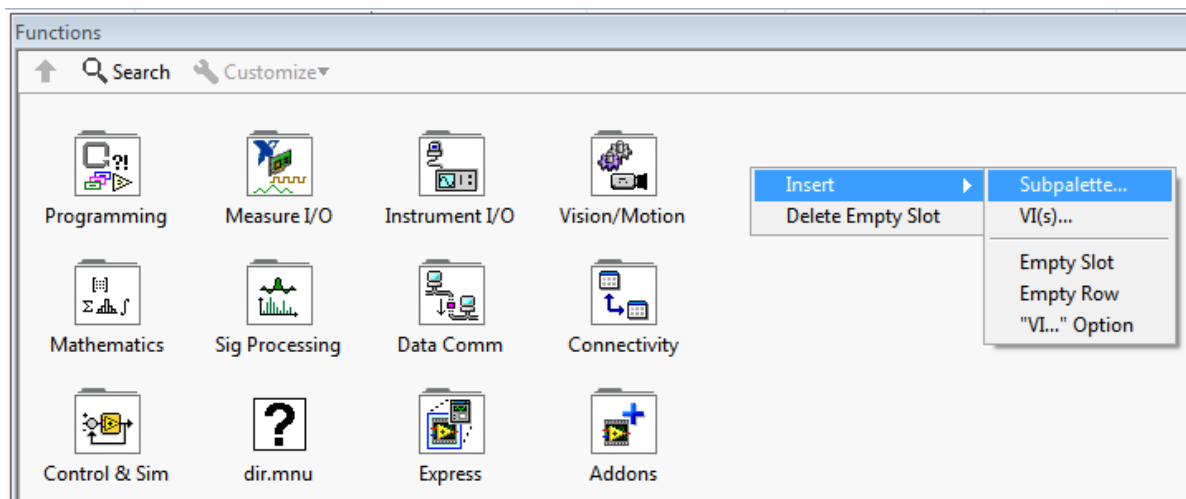 Functions
Search Customize
Programming Measure I/O Instrument I/O Vision/Motion
Insert Subpalette...
Delete Empty Slot VI(s)...
Empty Slot
Empty Row
"VI..." Option
Mathematics Sig Processing Data Comm Connectivity
Control & Sim dir.mnu Express Addons